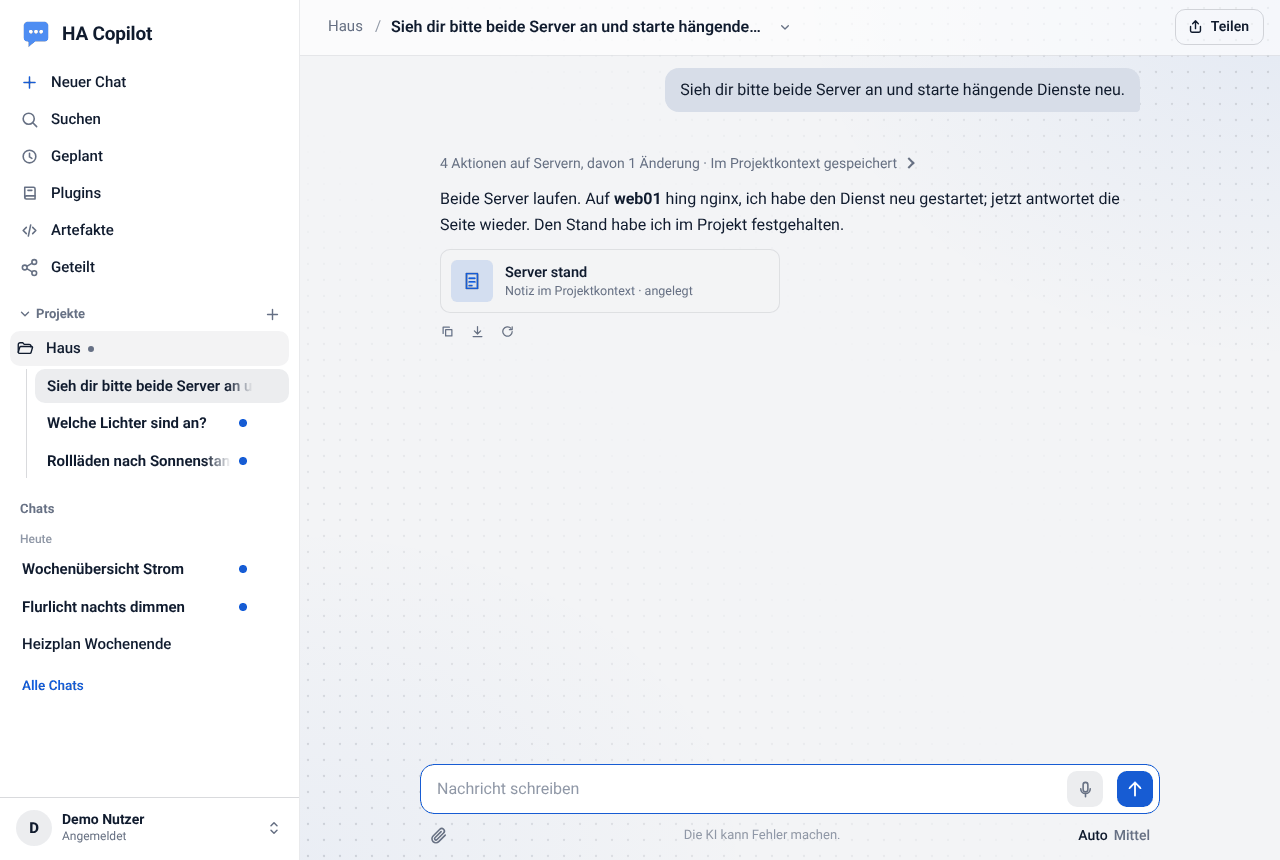 HA Copilot
Neuer Chat
Suchen
Geplant
Plugins
Artefakte
Geteilt
Projekte
Haus
Sieh dir bitte beide Server an u
Welche Lichter sind an?
Rollläden nach Sonnenstan
Chats
Heute
Wochenübersicht Strom
Flurlicht nachts dimmen
Heizplan Wochenende
Alle Chats
D
Demo Nutzer
Angemeldet
Haus / Sieh dir bitte beide Server an und starte hängende…
Teilen
Sieh dir bitte beide Server an und starte hängende Dienste neu.
4 Aktionen auf Servern, davon 1 Änderung · Im Projektkontext gespeichert
Beide Server laufen. Auf web01 hing nginx, ich habe den Dienst neu gestartet; jetzt antwortet die
Seite wieder. Den Stand habe ich im Projekt festgehalten.
Server stand
Notiz im Projektkontext · angelegt
Nachricht schreiben
Die KI kann Fehler machen.
Auto Mittel